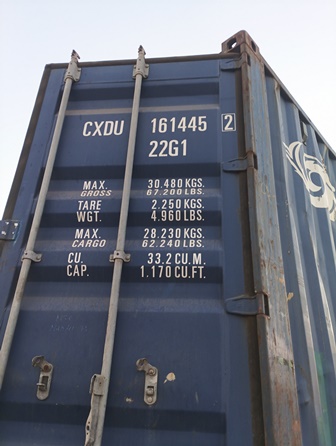 CXDU 161445 2
22G1
MAX. 30.480 KGS.
GROSS 67.200 LBS.
TARE 2.250 KGS.
WGT. 4.960 LBS.
MAX. 28.230 KGS.
CARGO 62.240 LBS.
CU. 33.2 CU.M.
CAP. 1.170 CU.FT.